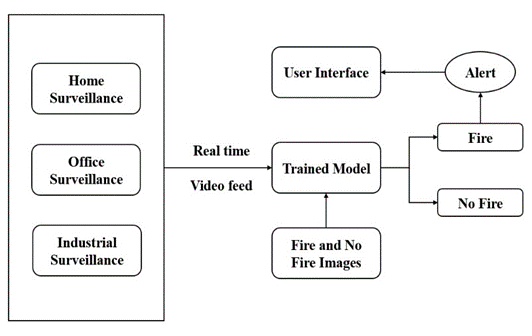 Home
Surveillance
Office
Surveillance
Industrial
Surveillance
Real time
Video feed
User Interface
Alert
Trained Model
Fire
No Fire
Fire and No
Fire Images